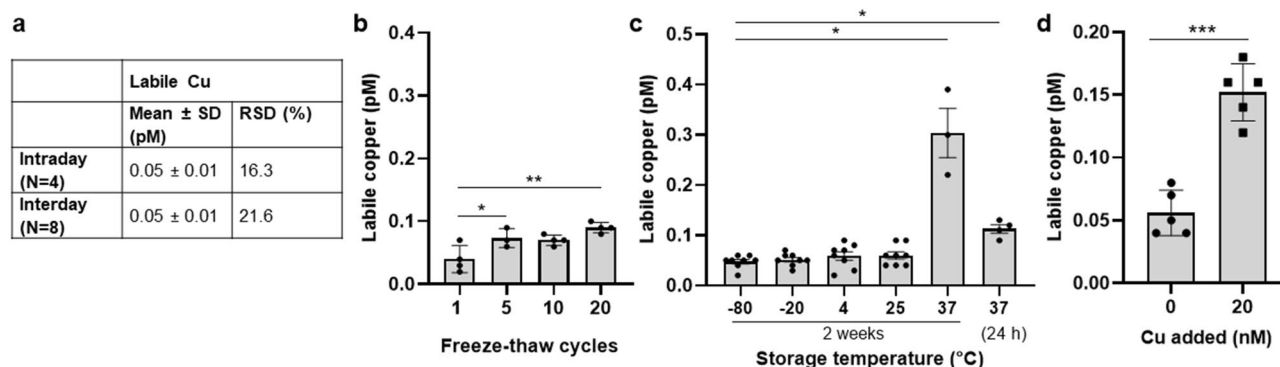 a
Labile Cu
Mean ± SD (pM) RSD (%)
Intraday (N=4) 0.05 ± 0.01 16.3
Interday (N=8) 0.05 ± 0.01 21.6
b
Labile copper (pM)
0.4
0.3
0.2
0.1
0.0
**
*
1 5 10 20
Freeze-thaw cycles
c
Labile copper (pM)
0.5
0.4
0.3
0.2
0.1
0.0
*
*
-80 -20 4 25 37 37
2 weeks (24 h)
Storage temperature (°C)
d
Labile copper (pM)
0.20
0.15
0.10
0.05
0.00
***
0 20
Cu added (nM)